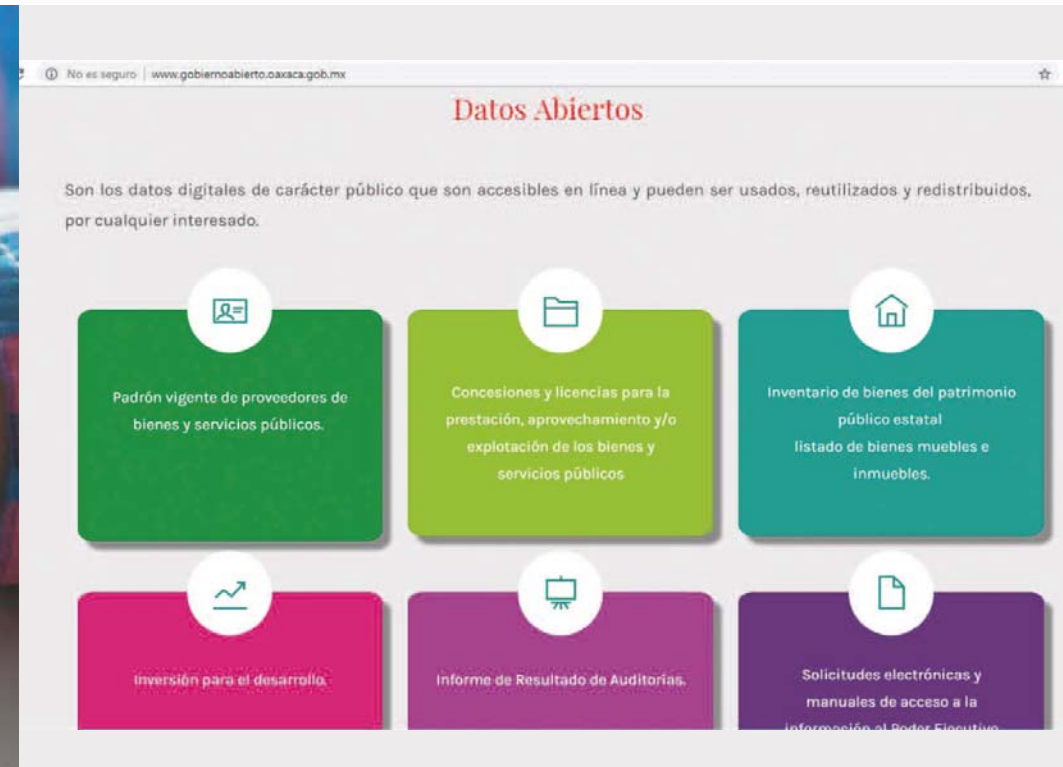 No es seguro | www.gobiernoabierto.oaxaca.gob.mx
Datos Abiertos
Son los datos digitales de carácter público que son accesibles en línea y pueden ser usados, reutilizados y redistribuidos,
por cualquier interesado.
Padrón vigente de proveedores de
bienes y servicios públicos.
Concesiones y licencias para la
prestación, aprovechamiento y/o
explotación de los bienes y
servicios públicos
Inventario de bienes del patrimonio
público estatal
listado de bienes muebles e
inmuebles.
Inversión para el desarrollo.
Informe de Resultado de Auditorías.
Solicitudes electrónicas y
manuales de acceso a la
información al Poder Ejecutivo